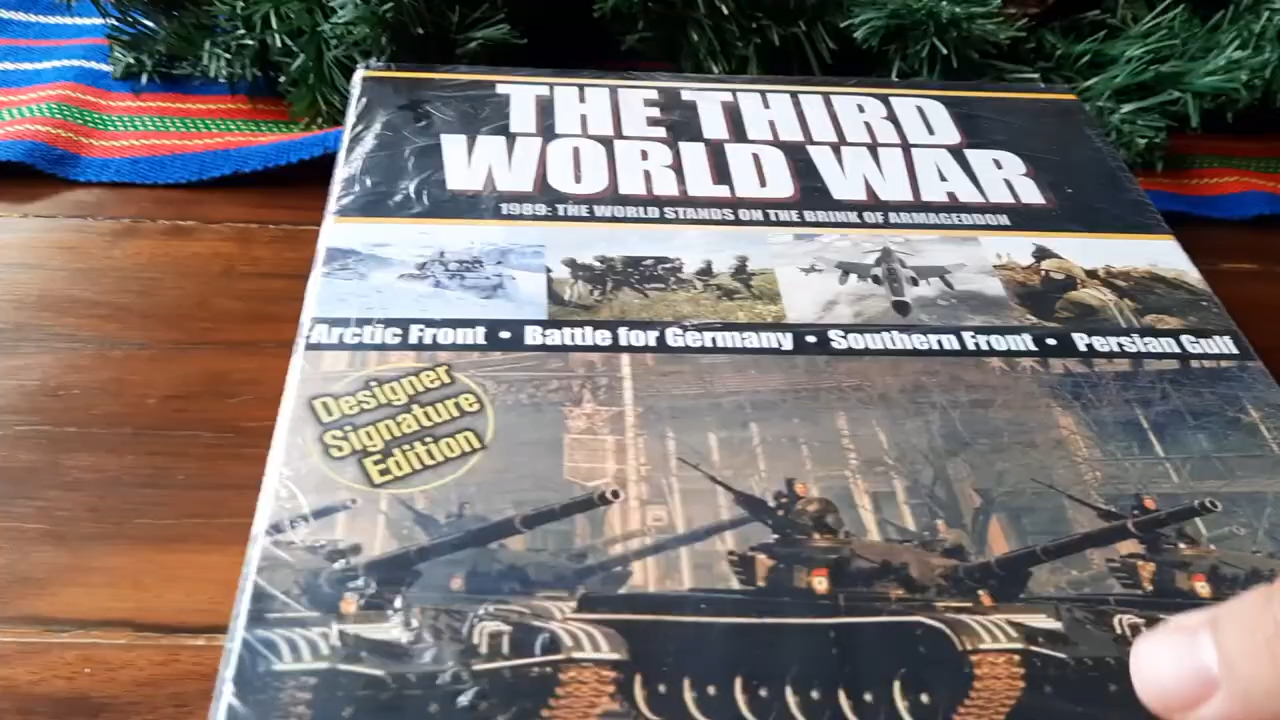 THE THIRD
WORLD WAR
1989: THE WORLD STANDS ON THE BRINK OF ARMAGEDDON
Arctic Front • Battle for Germany • Southern Front • Persian Gulf
Designer
Signature
Edition